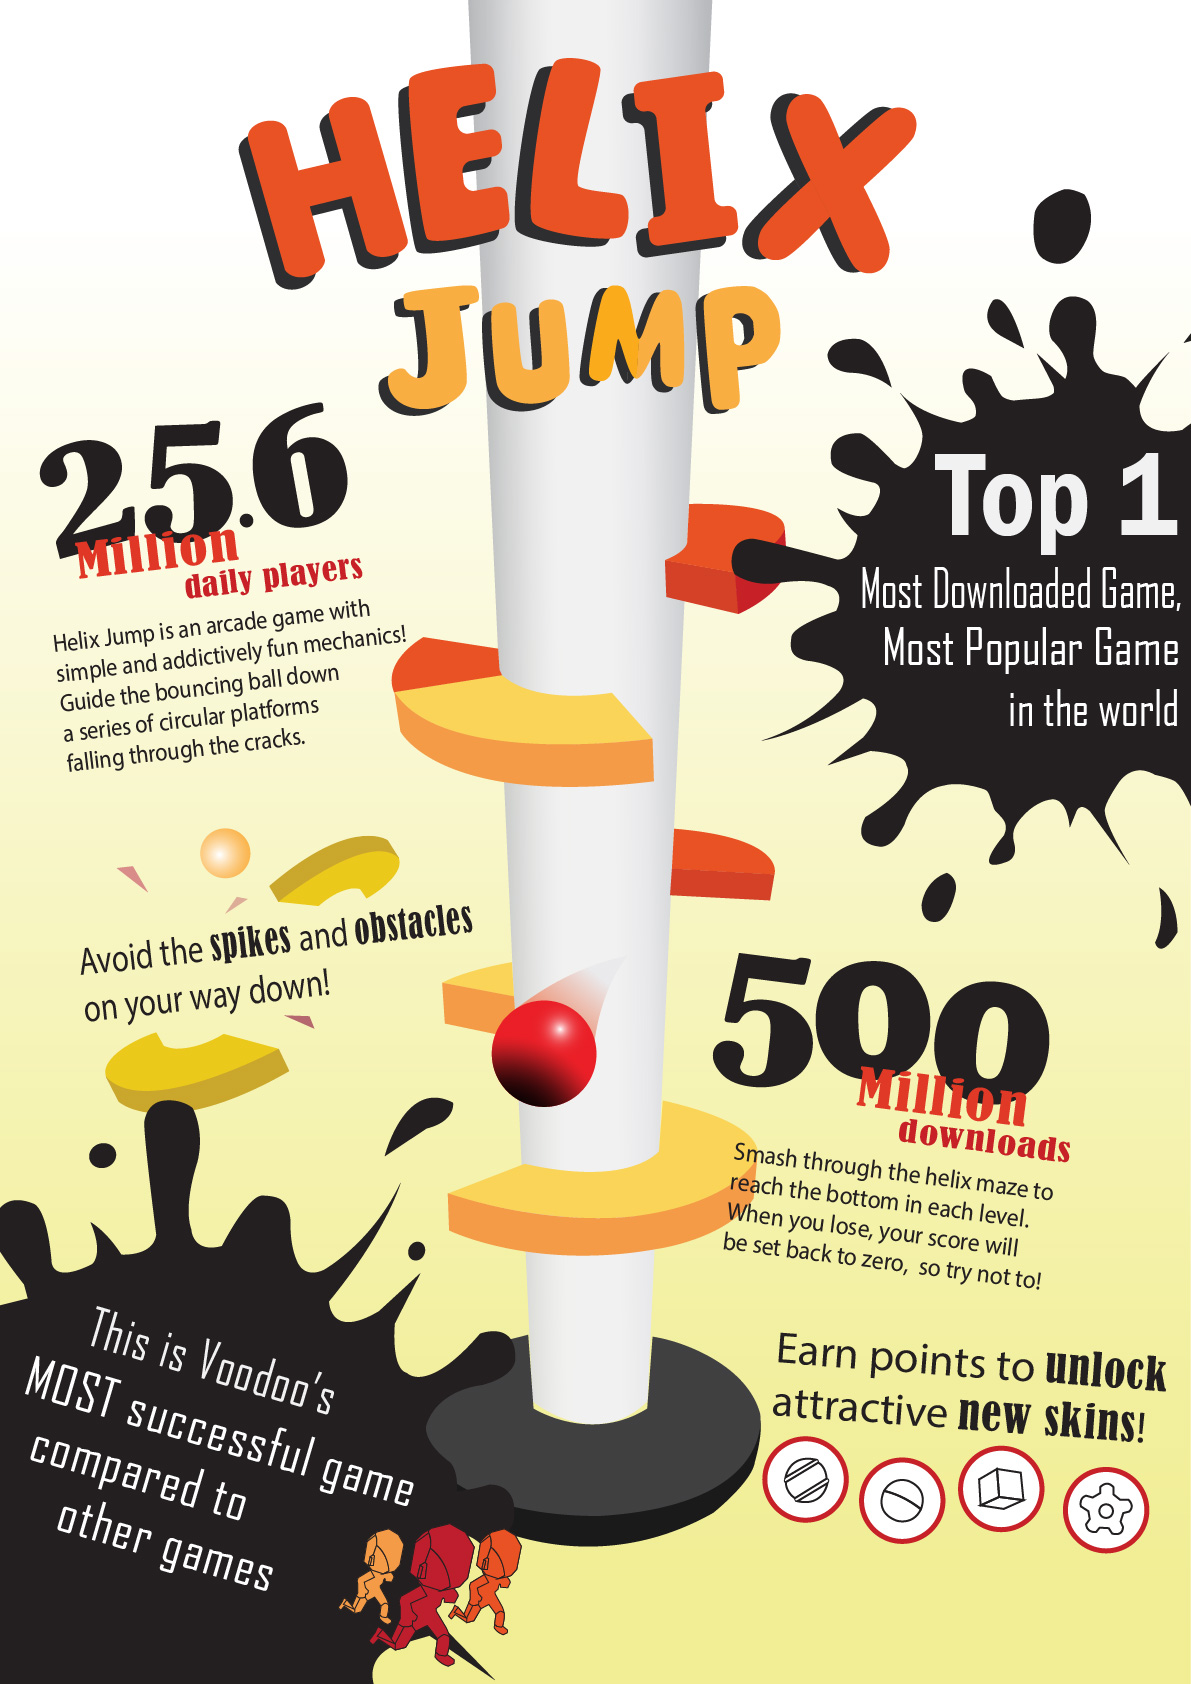 HELIX
JUMP
25.6
Million
daily players
Helix Jump is an arcade game with
simple and addictively fun mechanics!
Guide the bouncing ball down
a series of circular platforms
falling through the cracks.
Top 1
Most Downloaded Game,
Most Popular Game
in the world
Avoid the spikes and obstacles
on your way down!
500
Million
downloads
Smash through the helix maze to
reach the bottom in each level.
When you lose, your score will
be set back to zero, so try not to!
This is Voodoo's
MOST successful game
compared to
other games
Earn points to unlock
attractive new skins!